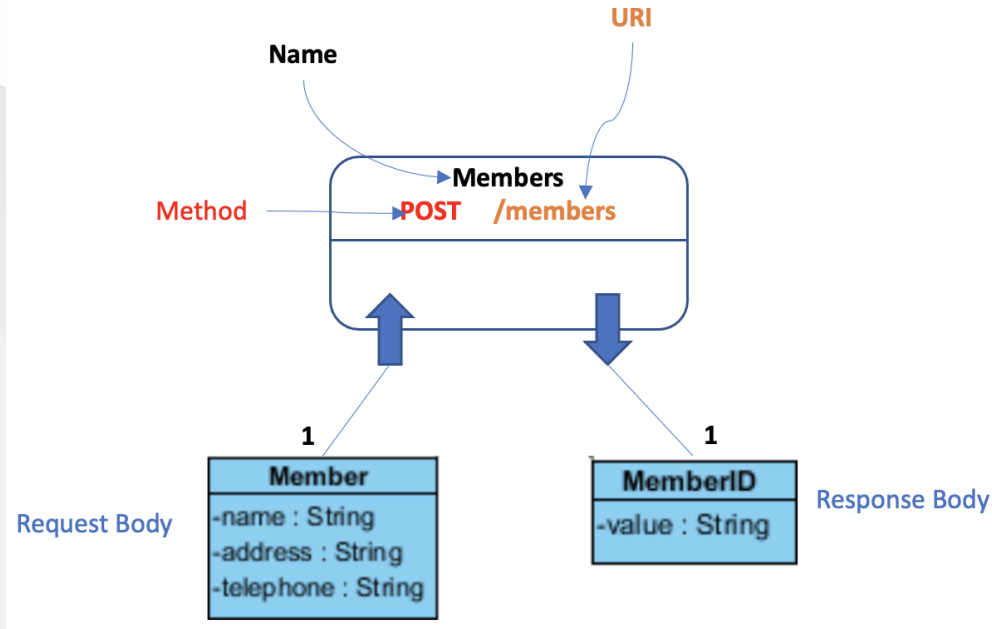 URI
Name
Members
Method
POST /members
1
1
Member
-name : String
-address : String
-telephone : String
Request Body
MemberID
-value : String
Response Body